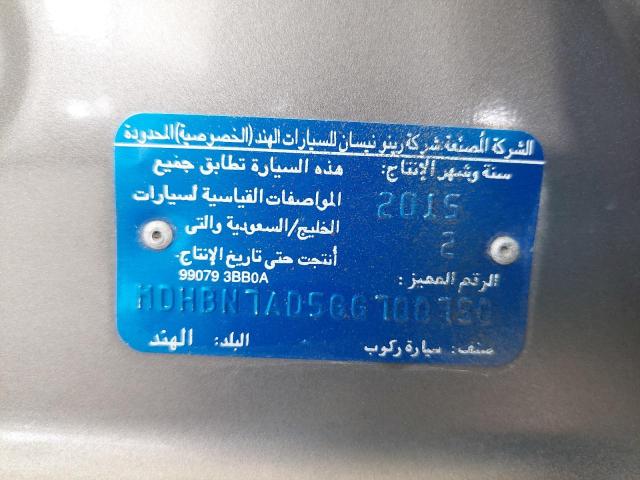 الشركة المصنعة شركة رينو نيسان للسيارات الهند (الخصوصية) المحدودة
سنة وشهر الإنتاج:
2015
2
هذه السيارة تطابق جميع
المواصفات القياسية لسيارات
الخليج/السعودية والتى
أنتجت حتى تاريخ الإنتاج.
99079 3BB0A
الرقم المميز:
صنف: سيارة ركوب
البلد: الهند